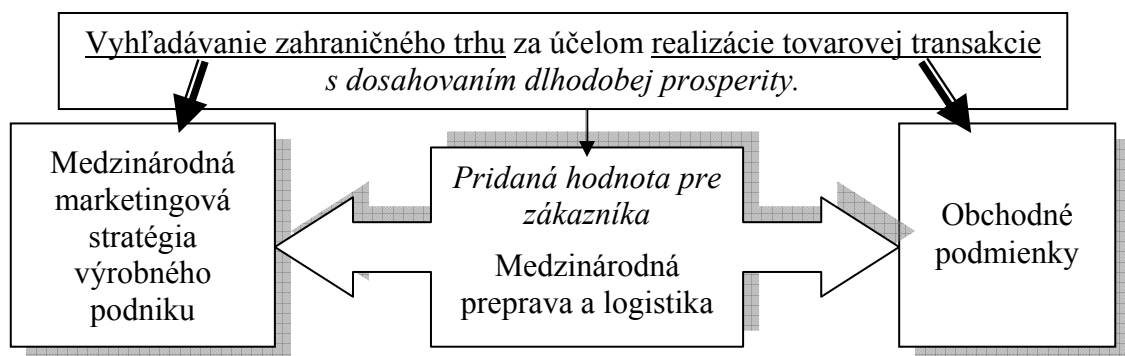 Vyhľadávanie zahraničného trhu za účelom realizácie tovarovej transakcie
s dosahovaním dlhodobej prosperity.
Medzinárodná
marketingová
stratégia
výrobného
podniku
Pridaná hodnota pre
zákazníka
Medzinárodná
preprava a logistika
Obchodné
podmienky